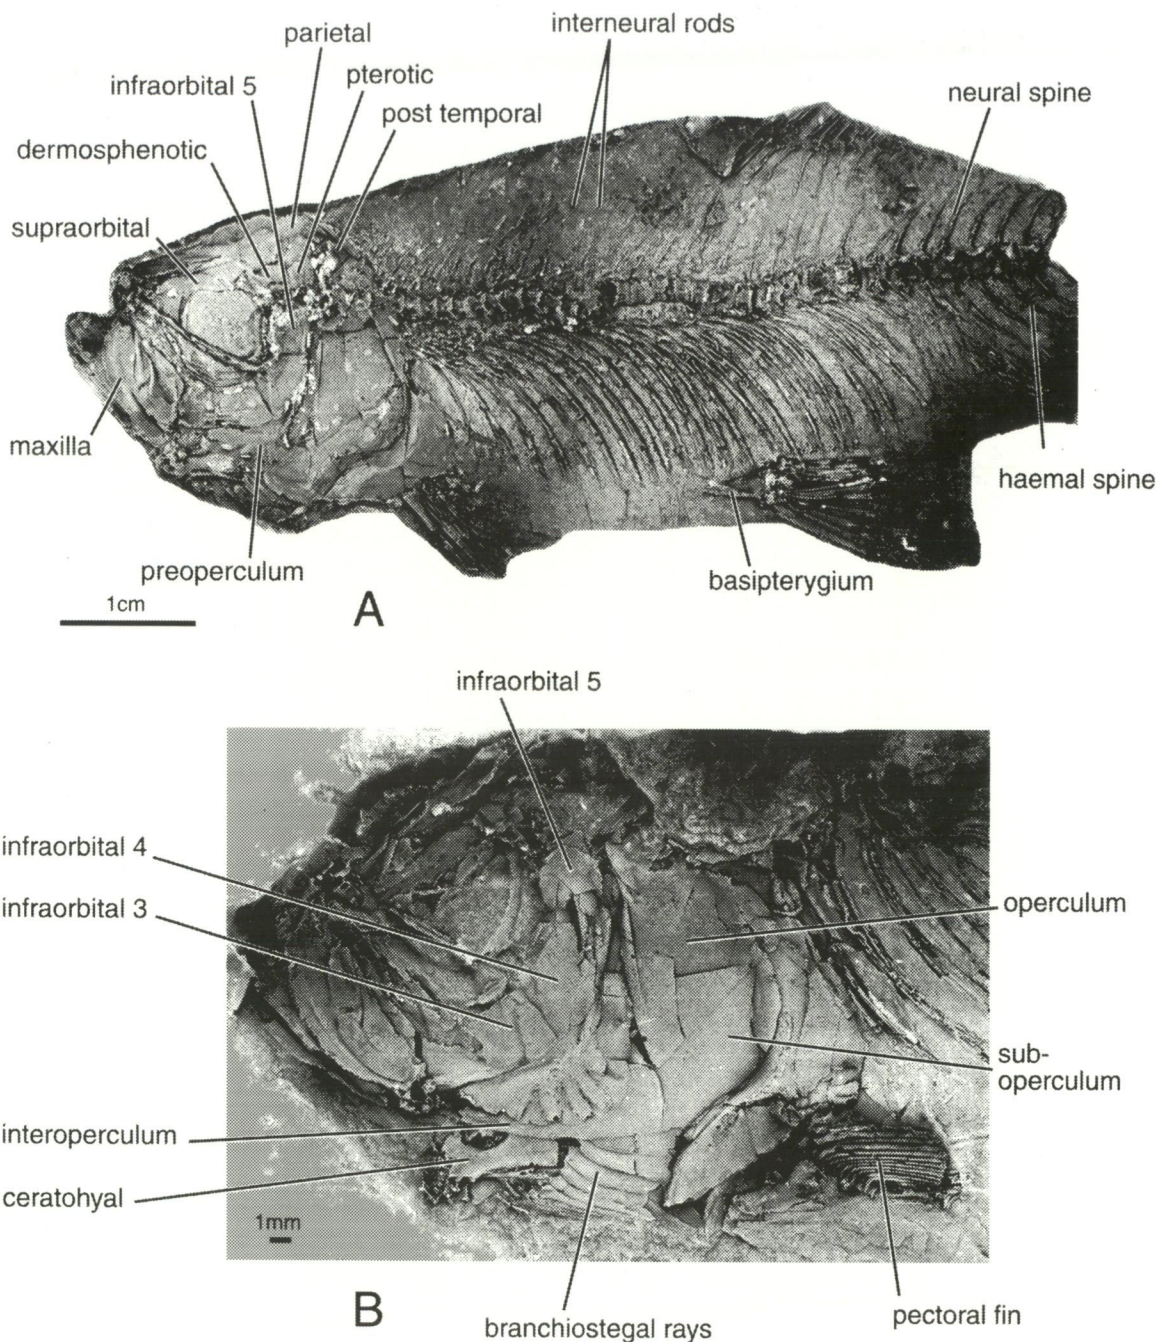 parietal
interneural rods
infraorbital 5
pterotic
neural spine
post temporal
dermosphenotic
supraorbital
maxilla
haemal spine
preoperculum
basipterygium
1cm
A
infraorbital 5
infraorbital 4
infraorbital 3
operculum
sub-
operculum
interoperculum
ceratohyal
1mm
B
branchiostegal rays
pectoral fin